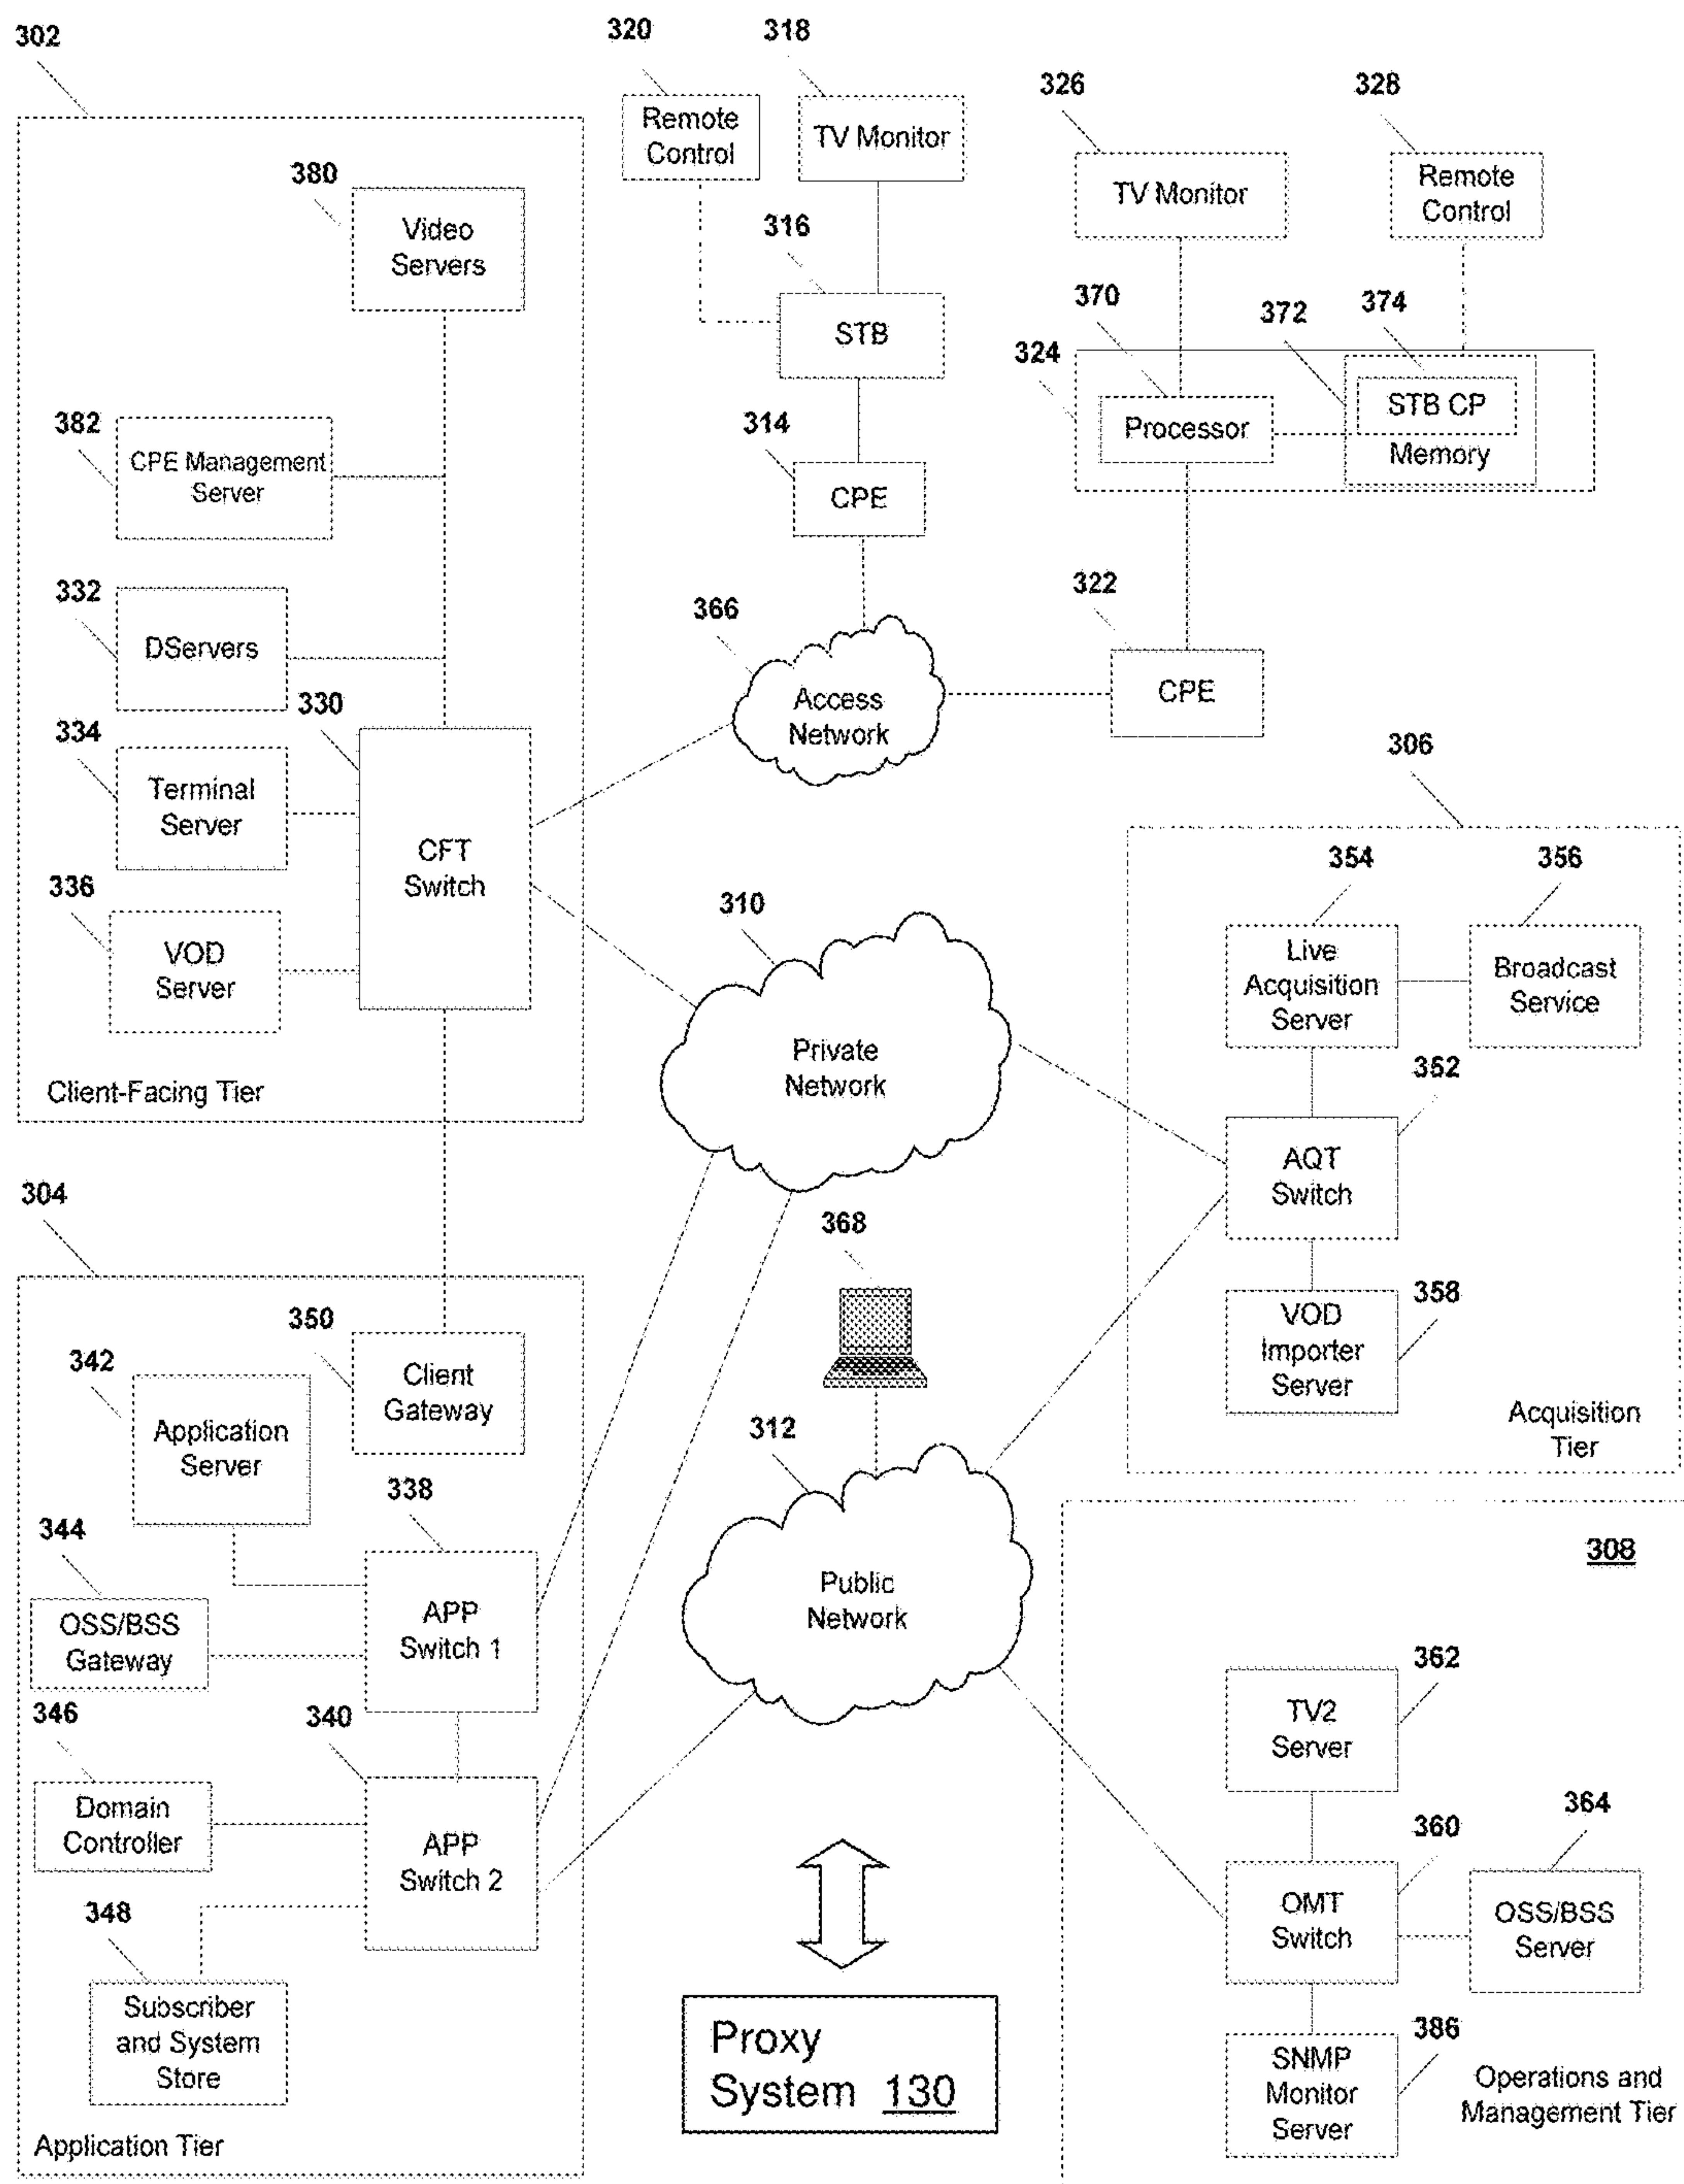 302
320
318
326
328
Remote
Control
TV Monitor
TV Monitor
Remote
Control
380
Video
Servers
316
STB
370
372
374
324
STB CP
Processor
Memory
382
CPE Management
Server
314
CPE
332
DServers
366
Access
Network
322
CPE
330
334
Terminal
Server
CFT
Switch
336
VOD
Server
306
354
356
310
Live
Acquisition
Server
Broadcast
Service
Private
Network
352
Client-Facing Tier
AQT
Switch
304
368
358
350
342
Client
Gateway
VOD
Importer
Server
Application
Server
312
Acquisition
Tier
338
344
308
OSS/BSS
Gateway
APP
Switch 1
Public
Network
362
TV2
Server
346
340
Domain
Controller
APP
Switch 2
360
364
OMT
Switch
OSS/BSS
Server
348
Subscriber
and System
Store
Proxy
System 130
386
SNMP
Monitor
Server
Operations and
Management Tier
Application Tier